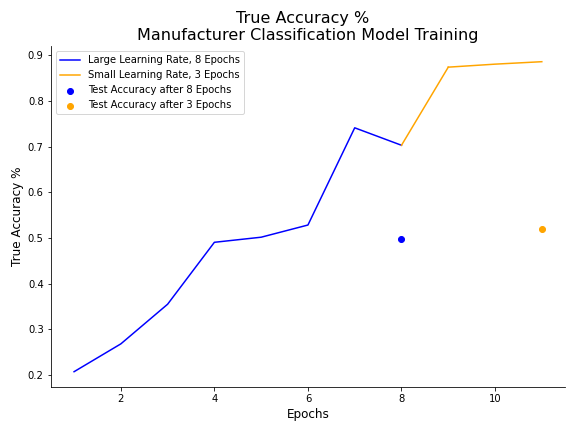 True Accuracy %
Manufacturer Classification Model Training
Large Learning Rate, 8 Epochs
Small Learning Rate, 3 Epochs
Test Accuracy after 8 Epochs
Test Accuracy after 3 Epochs
True Accuracy %
0.9
0.8
0.7
0.6
0.5
0.4
0.3
0.2
2 4 6 8 10
Epochs